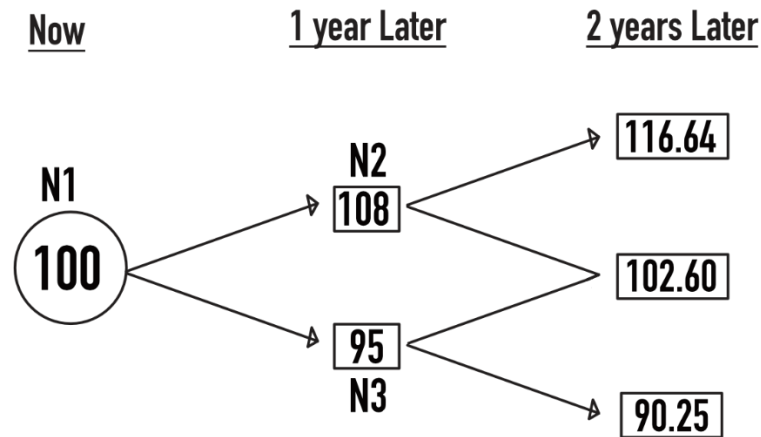 Now
1 year Later
2 years Later
116.64
N2
N1
108
100
102.60
95
N3
90.25